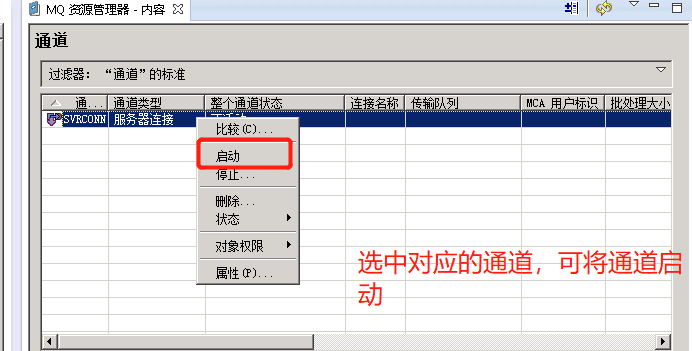 MQ 资源管理器 - 内容
通道
过滤器: “通道”的标准
通... 通道类型 整个通道状态 连接名称 传输队列 MCA 用户标识 批处理大小
SVRCONN 服务器连接
比较(C)...
启动
停止...
删除...
状态
对象权限
属性(P)...
选中对应的通道，可将通道启
动